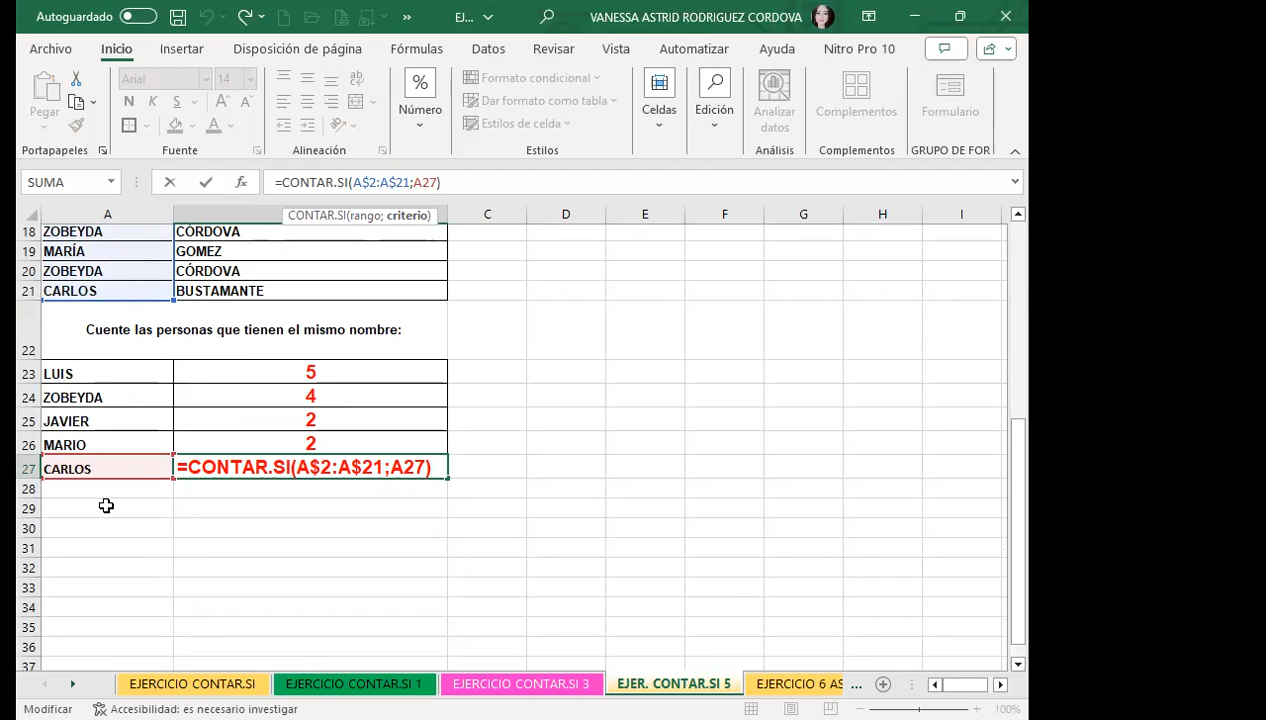 Autoguardado
EJ...
VANESSA ASTRID RODRIGUEZ CORDOVA
Archivo Inicio Insertar Disposición de página Fórmulas Datos Revisar Vista Automatizar Ayuda Nitro Pro 10
Pegar
Portapapeles
Arial 14
N K S
Fuente
Alineación
%
Número
Formato condicional
Dar formato como tabla
Estilos de celda
Estilos
Celdas
Edición
Analizar datos
Análisis
Complementos
Complementos
Formulario
GRUPO DE FOR
SUMA
fx
=CONTAR.SI(A$2:A$21;A27)
CONTAR.SI(rango; criterio)
A C D E F G H I
18 ZOBEYDA CÓRDOVA
19 MARÍA GOMEZ
20 ZOBEYDA CÓRDOVA
21 CARLOS BUSTAMANTE
22 Cuente las personas que tienen el mismo nombre:
23 LUIS 5
24 ZOBEYDA 4
25 JAVIER 2
26 MARIO 2
27 CARLOS =CONTAR.SI(A$2:A$21;A27)
28
29
30
31
32
33
34
35
36
37
EJERCICIO CONTAR.SI EJERCICIO CONTAR.SI 1 EJERCICIO CONTAR.SI 3 EJER. CONTAR.SI 5 EJERCICIO 6 AS ...
Modificar Accesibilidad: es necesario investigar 100%